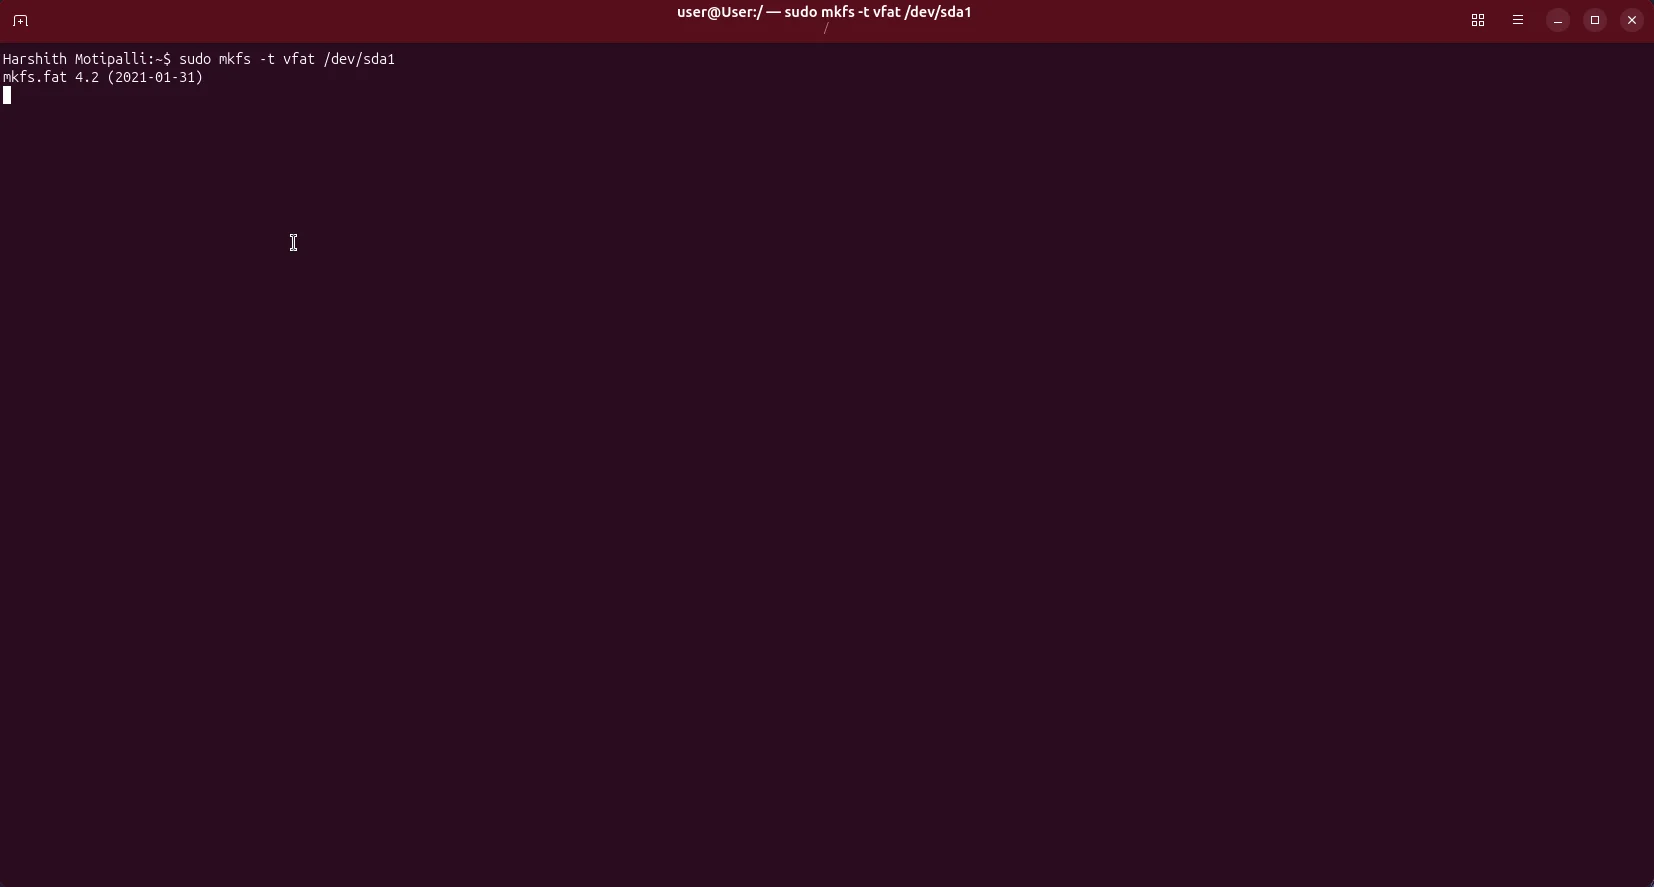 user@User:/ — sudo mkfs -t vfat /dev/sda1
/
Harshith Motipalli:~$ sudo mkfs -t vfat /dev/sda1
mkfs.fat 4.2 (2021-01-31)